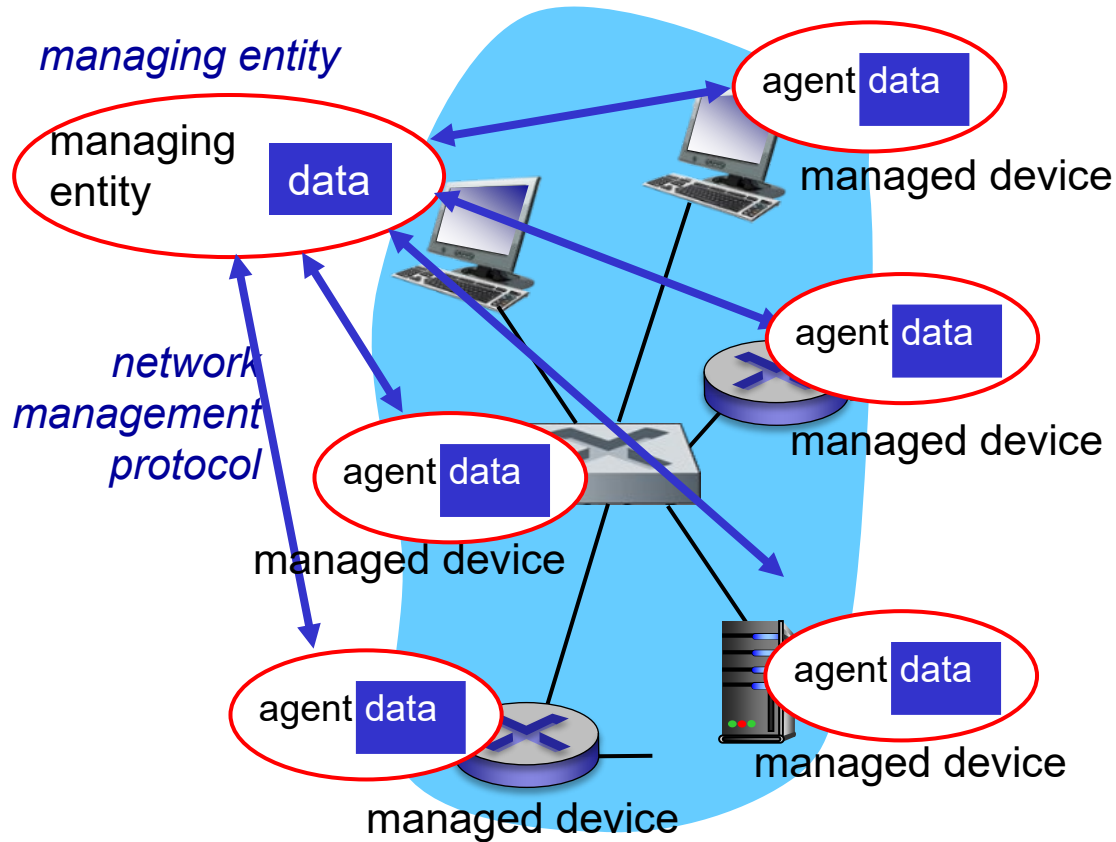 managing entity
managing
entity
data
agent data
managed device
agent data
managed device
network
management
protocol
agent data
managed device
agent data
managed device
agent data
managed device